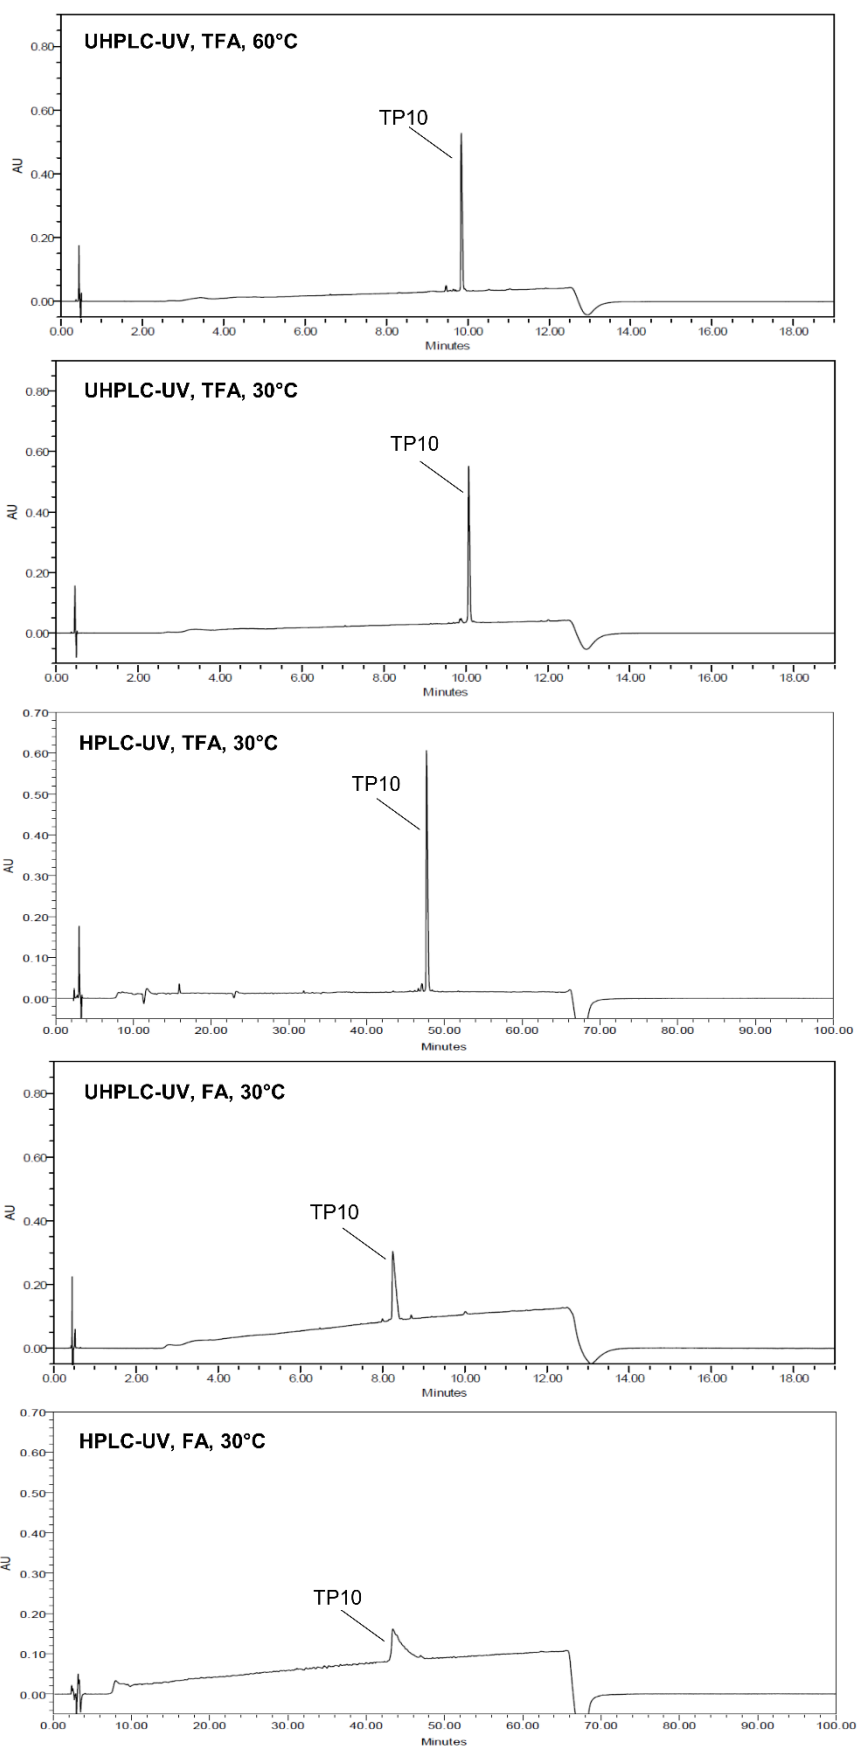 UHPLC-UV, TFA, 60°C
TP10
AU
0.80
0.60
0.40
0.20
0.00
0.00 2.00 4.00 6.00 8.00 10.00 12.00 14.00 16.00 18.00
Minutes
UHPLC-UV, TFA, 30°C
TP10
AU
0.80
0.60
0.40
0.20
0.00
0.00 2.00 4.00 6.00 8.00 10.00 12.00 14.00 16.00 18.00
Minutes
HPLC-UV, TFA, 30°C
TP10
AU
0.70
0.60
0.50
0.40
0.30
0.20
0.10
0.00
0.00 10.00 20.00 30.00 40.00 50.00 60.00 70.00 80.00 90.00 100.00
Minutes
UHPLC-UV, FA, 30°C
TP10
AU
0.80
0.60
0.40
0.20
0.00
0.00 2.00 4.00 6.00 8.00 10.00 12.00 14.00 16.00 18.00
Minutes
HPLC-UV, FA, 30°C
TP10
AU
0.70
0.60
0.50
0.40
0.30
0.20
0.10
0.00
0.00 10.00 20.00 30.00 40.00 50.00 60.00 70.00 80.00 90.00 100.00
Minutes